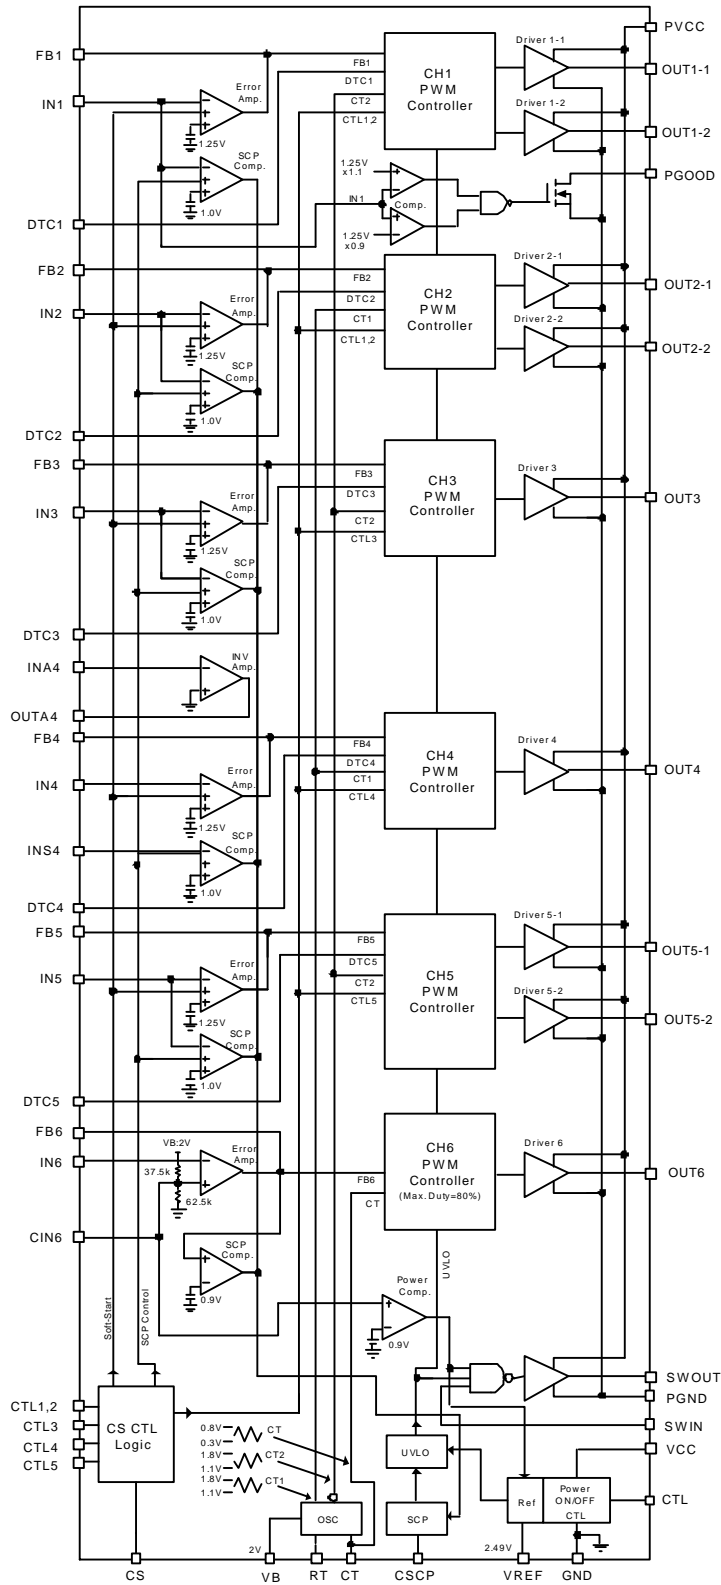 PVCC
FB1
Driver 1-1
CH1
PWM
Controller
FB1
DTC1
CT2
CTL1,2
OUT1-1
Error
Amp.
IN1
1.25V
Driver 1-2
OUT1-2
SCP
Comp.
1.0V
1.25V
x1.1
IN1
Comp.
1.25V
x0.9
PGOOD
DTC1
FB2
Driver 2-1
CH2
PWM
Controller
FB2
DTC2
CT1
CTL1,2
OUT2-1
Error
Amp.
IN2
1.25V
Driver 2-2
OUT2-2
SCP
Comp.
1.0V
DTC2
FB3
Driver 3
CH3
PWM
Controller
FB3
DTC3
CT2
CTL3
OUT3
Error
Amp.
IN3
1.25V
SCP
Comp.
1.0V
DTC3
INV
Amp.
INA4
OUTA4
FB4
Driver 4
CH4
PWM
Controller
FB4
DTC4
CT1
CTL4
OUT4
Error
Amp.
IN4
1.25V
SCP
Comp.
INS4
1.0V
DTC4
FB5
Driver 5-1
CH5
PWM
Controller
FB5
DTC5
CT2
CTL5
OUT5-1
Error
Amp.
IN5
1.25V
Driver 5-2
OUT5-2
SCP
Comp.
1.0V
DTC5
FB6
Driver 6
CH6
PWM
Controller
(Max.Duty=80%)
FB6
CT
OUT6
VB:2V
Error
Amp.
IN6
37.5k
62.5k
CIN6
SCP
Comp.
0.9V
UVLO
Power
Comp.
0.9V
Soft-Start
SCP Control
SWOUT
PGND
SWIN
CTL1,2
CTL3
CTL4
CTL5
CS CTL
Logic
0.8V
0.3V
CT
1.8V
1.1V
CT2
1.8V
1.1V
CT1
UVLO
VCC
OSC
SCP
Ref
Power
ON/OFF
CTL
CTL
2V
2.49V
CS
VB
RT
CT
CSCP
VREF
GND